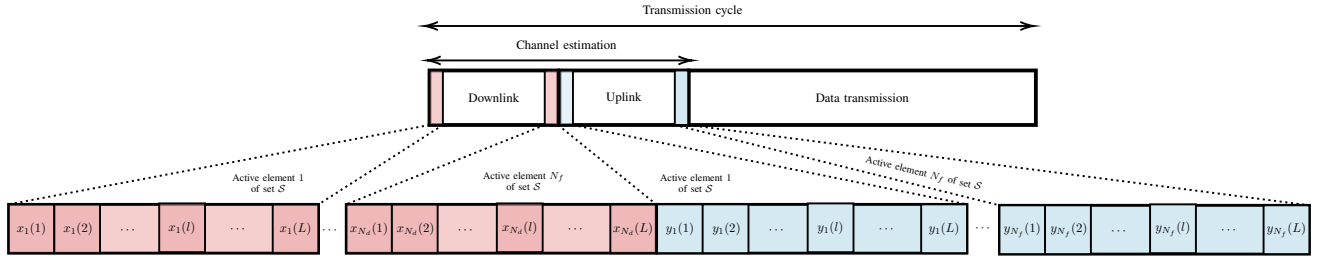 Transmission cycle
Channel estimation
Downlink
Uplink
Data transmission
Active element 1
of set 𝒮
Active element N_f
of set 𝒮
Active element 1
of set 𝒮
Active element N_f of set 𝒮
x_1(1) x_1(2) ... x_1(l) ... x_1(L) ... x_{N_d}(1) x_{N_d}(2) ... x_{N_d}(l) ... x_{N_d}(L) y_1(1) y_1(2) ... y_1(l) ... y_1(L) ... y_{N_f}(1) y_{N_f}(2) ... y_{N_f}(l) ... y_{N_f}(L)